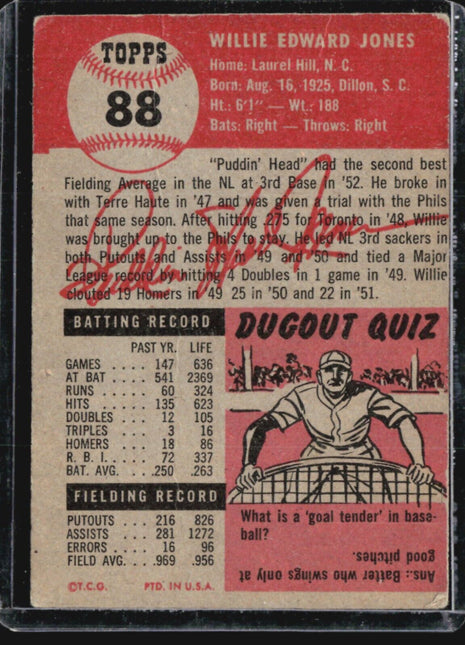 TOPPS
88
WILLIE EDWARD JONES
Home: Laurel Hill, N. C.
Born: Aug. 16, 1925, Dillon, S. C.
Ht.: 6'1" — Wt.: 188
Bats: Right — Throws: Right
"Puddin' Head" had the second best
Fielding Average in the NL at 3rd Base in '52. He broke in
with Terre Haute in '47 and was given a trial with the Phils
that same season. After hitting .275 for Toronto in '48, Willie
was brought up the Phils to stay. He led NL 3rd sackers in
both Putouts and Assists in '49 and '50 and tied a Major
League record by hitting 4 Doubles in 1 game in '49. Willie
clouted 19 Homers in '49 25 in '50 and 22 in '51.
Willie Jones
BATTING RECORD
PAST YR. LIFE
GAMES .... 147 636
AT BAT .... 541 2369
RUNS .... 60 324
HITS .... 135 623
DOUBLES .. 12 105
TRIPLES ... 3 16
HOMERS ... 18 86
R. B. I. .... 72 337
BAT. AVG. ... .250 .263
FIELDING RECORD
PUTOUTS ... 216 826
ASSISTS ... 281 1272
ERRORS ... 16 96
FIELD AVG. .. .969 .956
©T.C.G. PTD. IN U.S.A.
DUGOUT QUIZ
What is a 'goal tender' in base-
ball?
Ans.: Batter who swings only at
good pitches.